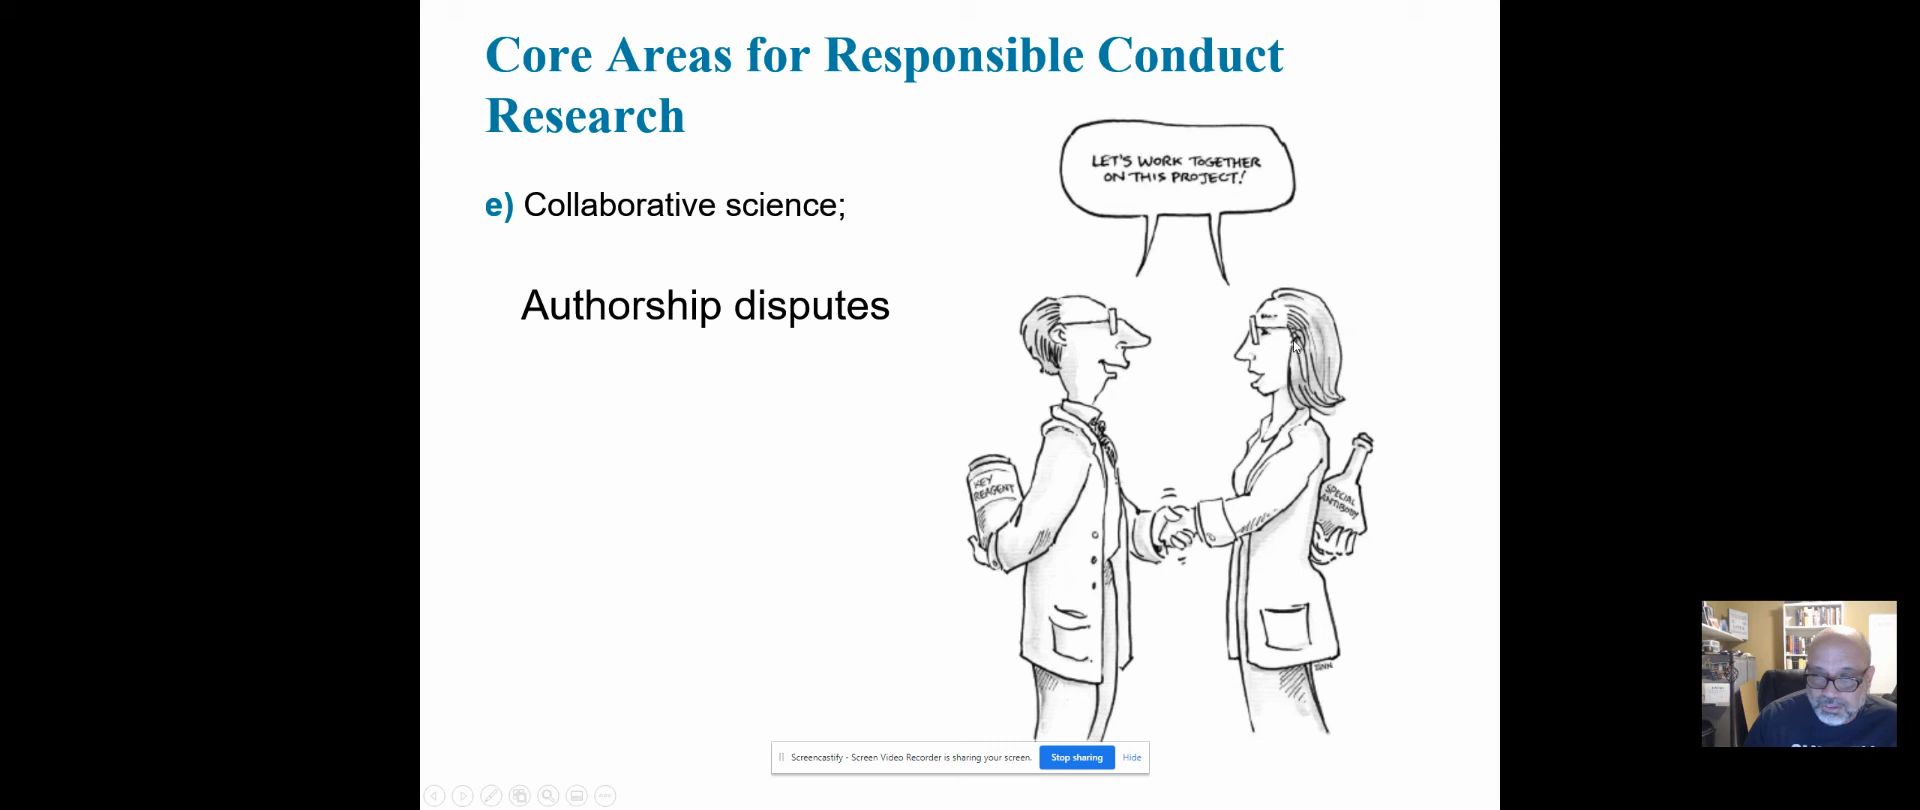 Core Areas for Responsible Conduct
Research
LET'S WORK TOGETHER
ON THIS PROJECT!
e) Collaborative science;
Authorship disputes
KEY
REAGENT
SPECIAL
ANTIBODY
Screencastify - Screen Video Recorder is sharing your screen.
Stop sharing
Hide